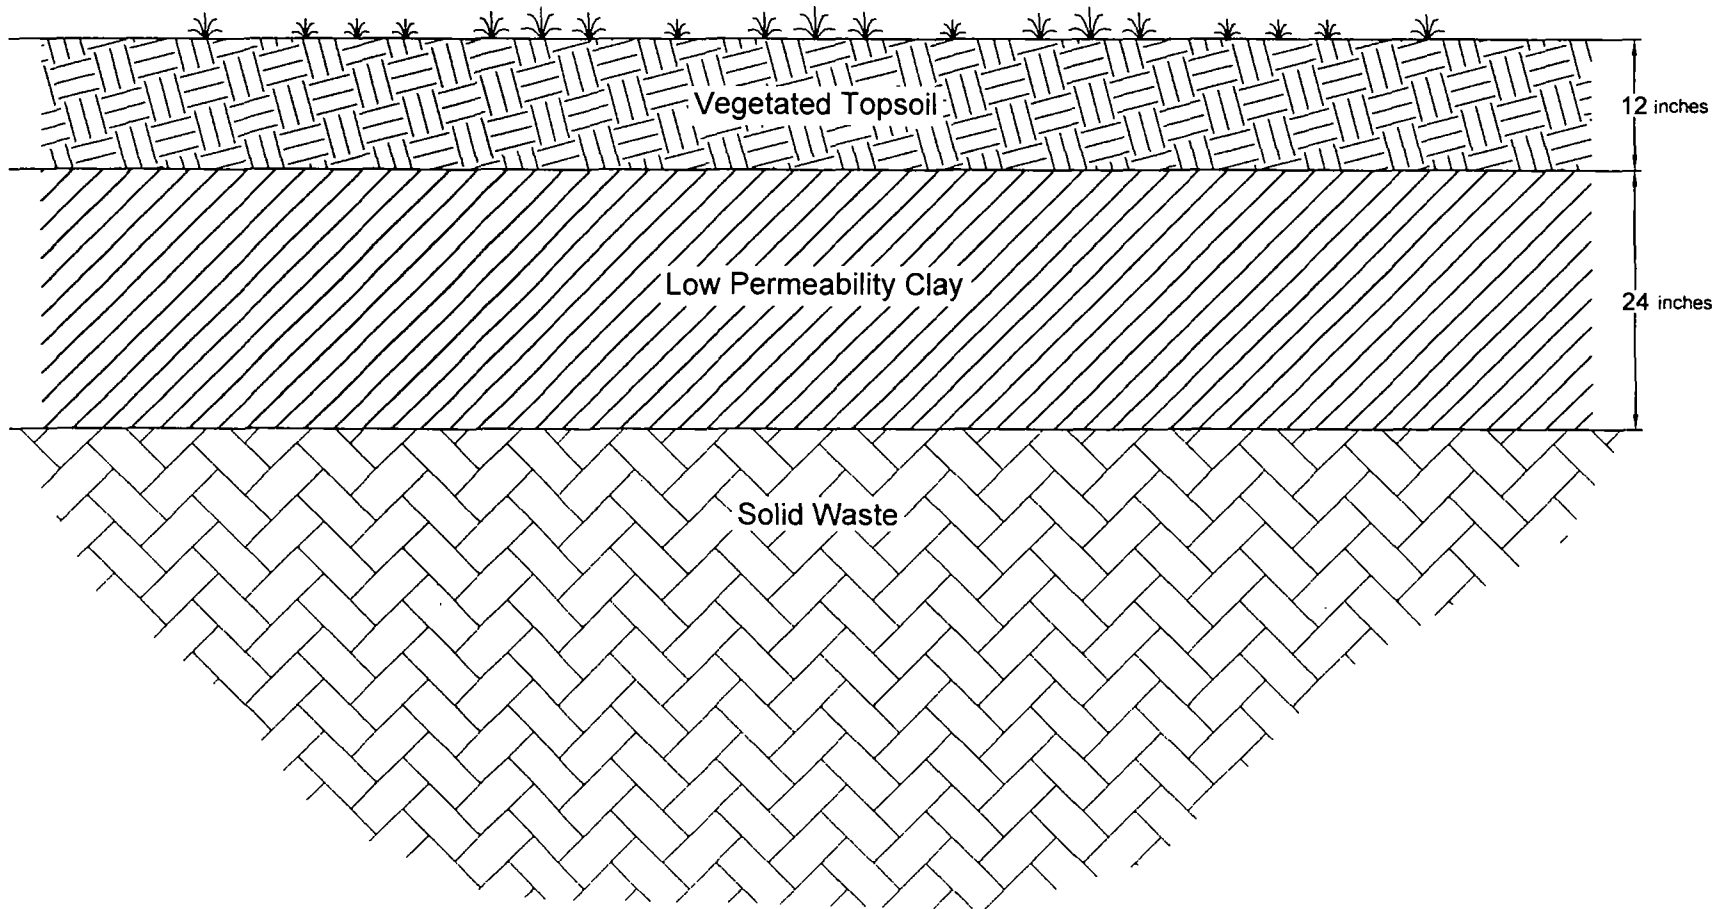 Vegetated Topsoil
12 inches
Low Permeability Clay
24 inches
Solid Waste